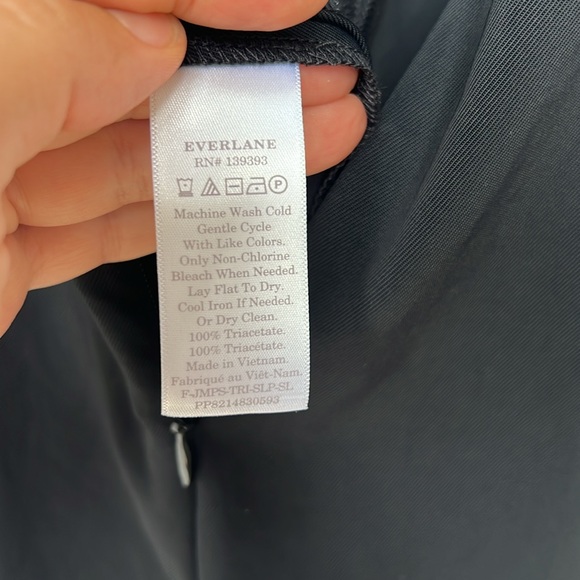 EVERLANE
RN# 139393
P
Machine Wash Cold
Gentle Cycle
With Like Colors.
Only Non-Chlorine
Bleach When Needed.
Lay Flat To Dry.
Cool Iron If Needed.
Or Dry Clean.
100% Triacetate.
100% Triacétate.
Made in Vietnam.
Fabriqué au Viêt-Nam.
F-JMPS-TRI-SLP-SL
PP8214830593